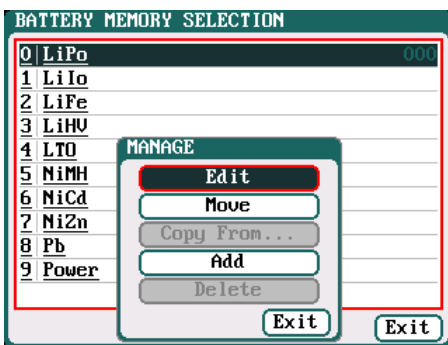 BATTERY MEMORY SELECTION
0 LiPo 000
1 LiIo
2 LiFe
3 LiHV
4 LTO
5 NiMH
6 NiCd
7 NiZn
8 Pb
9 Power
MANAGE
Edit
Move
Copy From...
Add
Delete
Exit
Exit